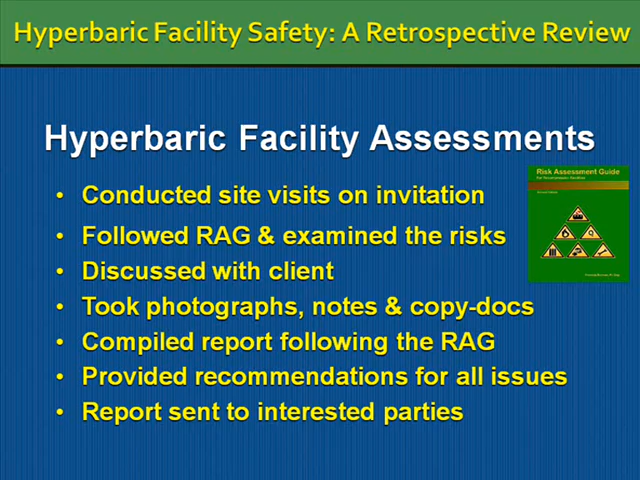 Hyperbaric Facility Safety: A Retrospective Review
Hyperbaric Facility Assessments
• Conducted site visits on invitation
Risk Assessment Guide
• Followed RAG & examined the risks
• Discussed with client
• Took photographs, notes & copy-docs
• Compiled report following the RAG
• Provided recommendations for all issues
• Report sent to interested parties